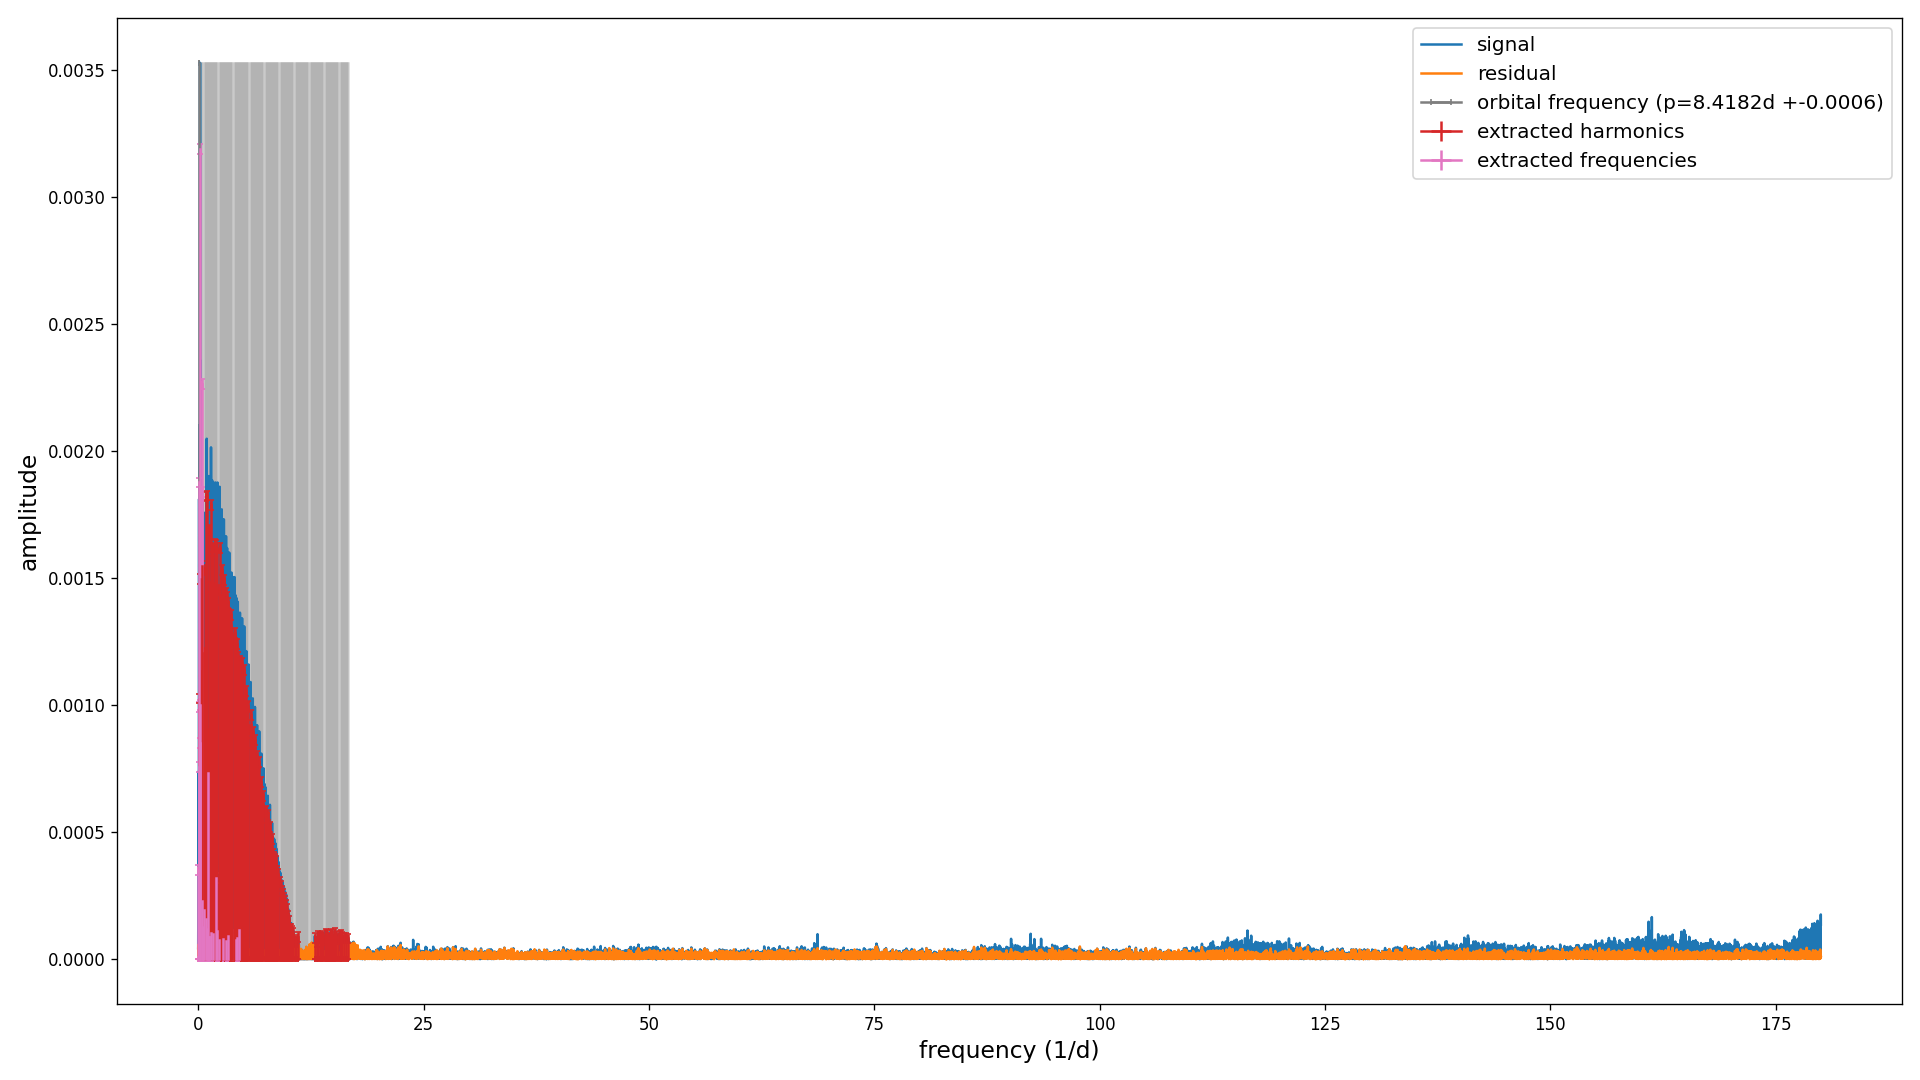 signal
residual
orbital frequency (p=8.4182d +-0.0006)
extracted harmonics
extracted frequencies
0.0035
0.0030
0.0025
0.0020
0.0015
0.0010
0.0005
0.0000
amplitude
0 25 50 75 100 125 150 175
frequency (1/d)